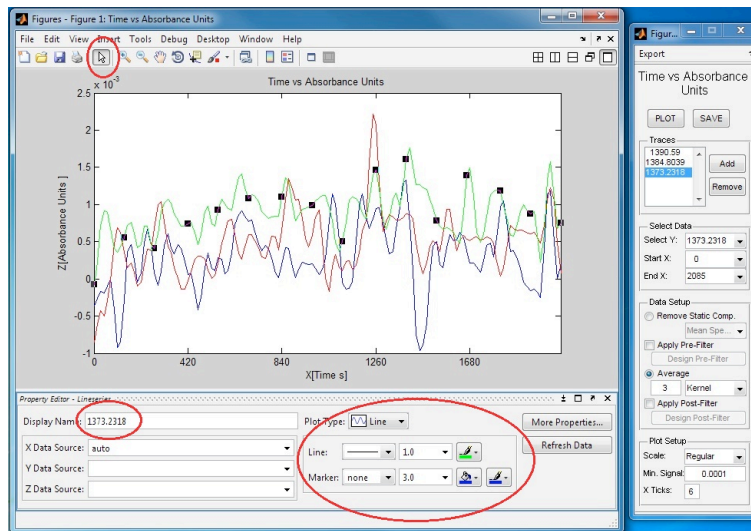 Figures - Figure 1: Time vs Absorbance Units
File Edit View Insert Tools Debug Desktop Window Help
Time vs Absorbance Units
x 10-3
2.5
2
1.5
1
0.5
0
-0.5
-1
Z[Absorbance Units ]
0 420 840 1260 1680
X[Time s]
Property Editor - Lineseries
Display Name: 1373.2318
X Data Source: auto
Y Data Source:
Z Data Source:
Plot Type: Line
Line: 1.0
Marker: none 3.0
More Properties...
Refresh Data
Figur...
Export
Time vs Absorbance
Units
PLOT SAVE
Traces
1390.59
1384.8039
1373.2318
Add
Remove
Select Data
Select Y: 1373.2318
Start X: 0
End X: 2085
Data Setup
Remove Static Comp.
Mean Spe...
Apply Pre-Filter
Design Pre-Filter
Average
3 Kernel
Apply Post-Filter
Design Post-Filter
Plot Setup
Scale: Regular
Min. Signal: 0.0001
X Ticks: 6